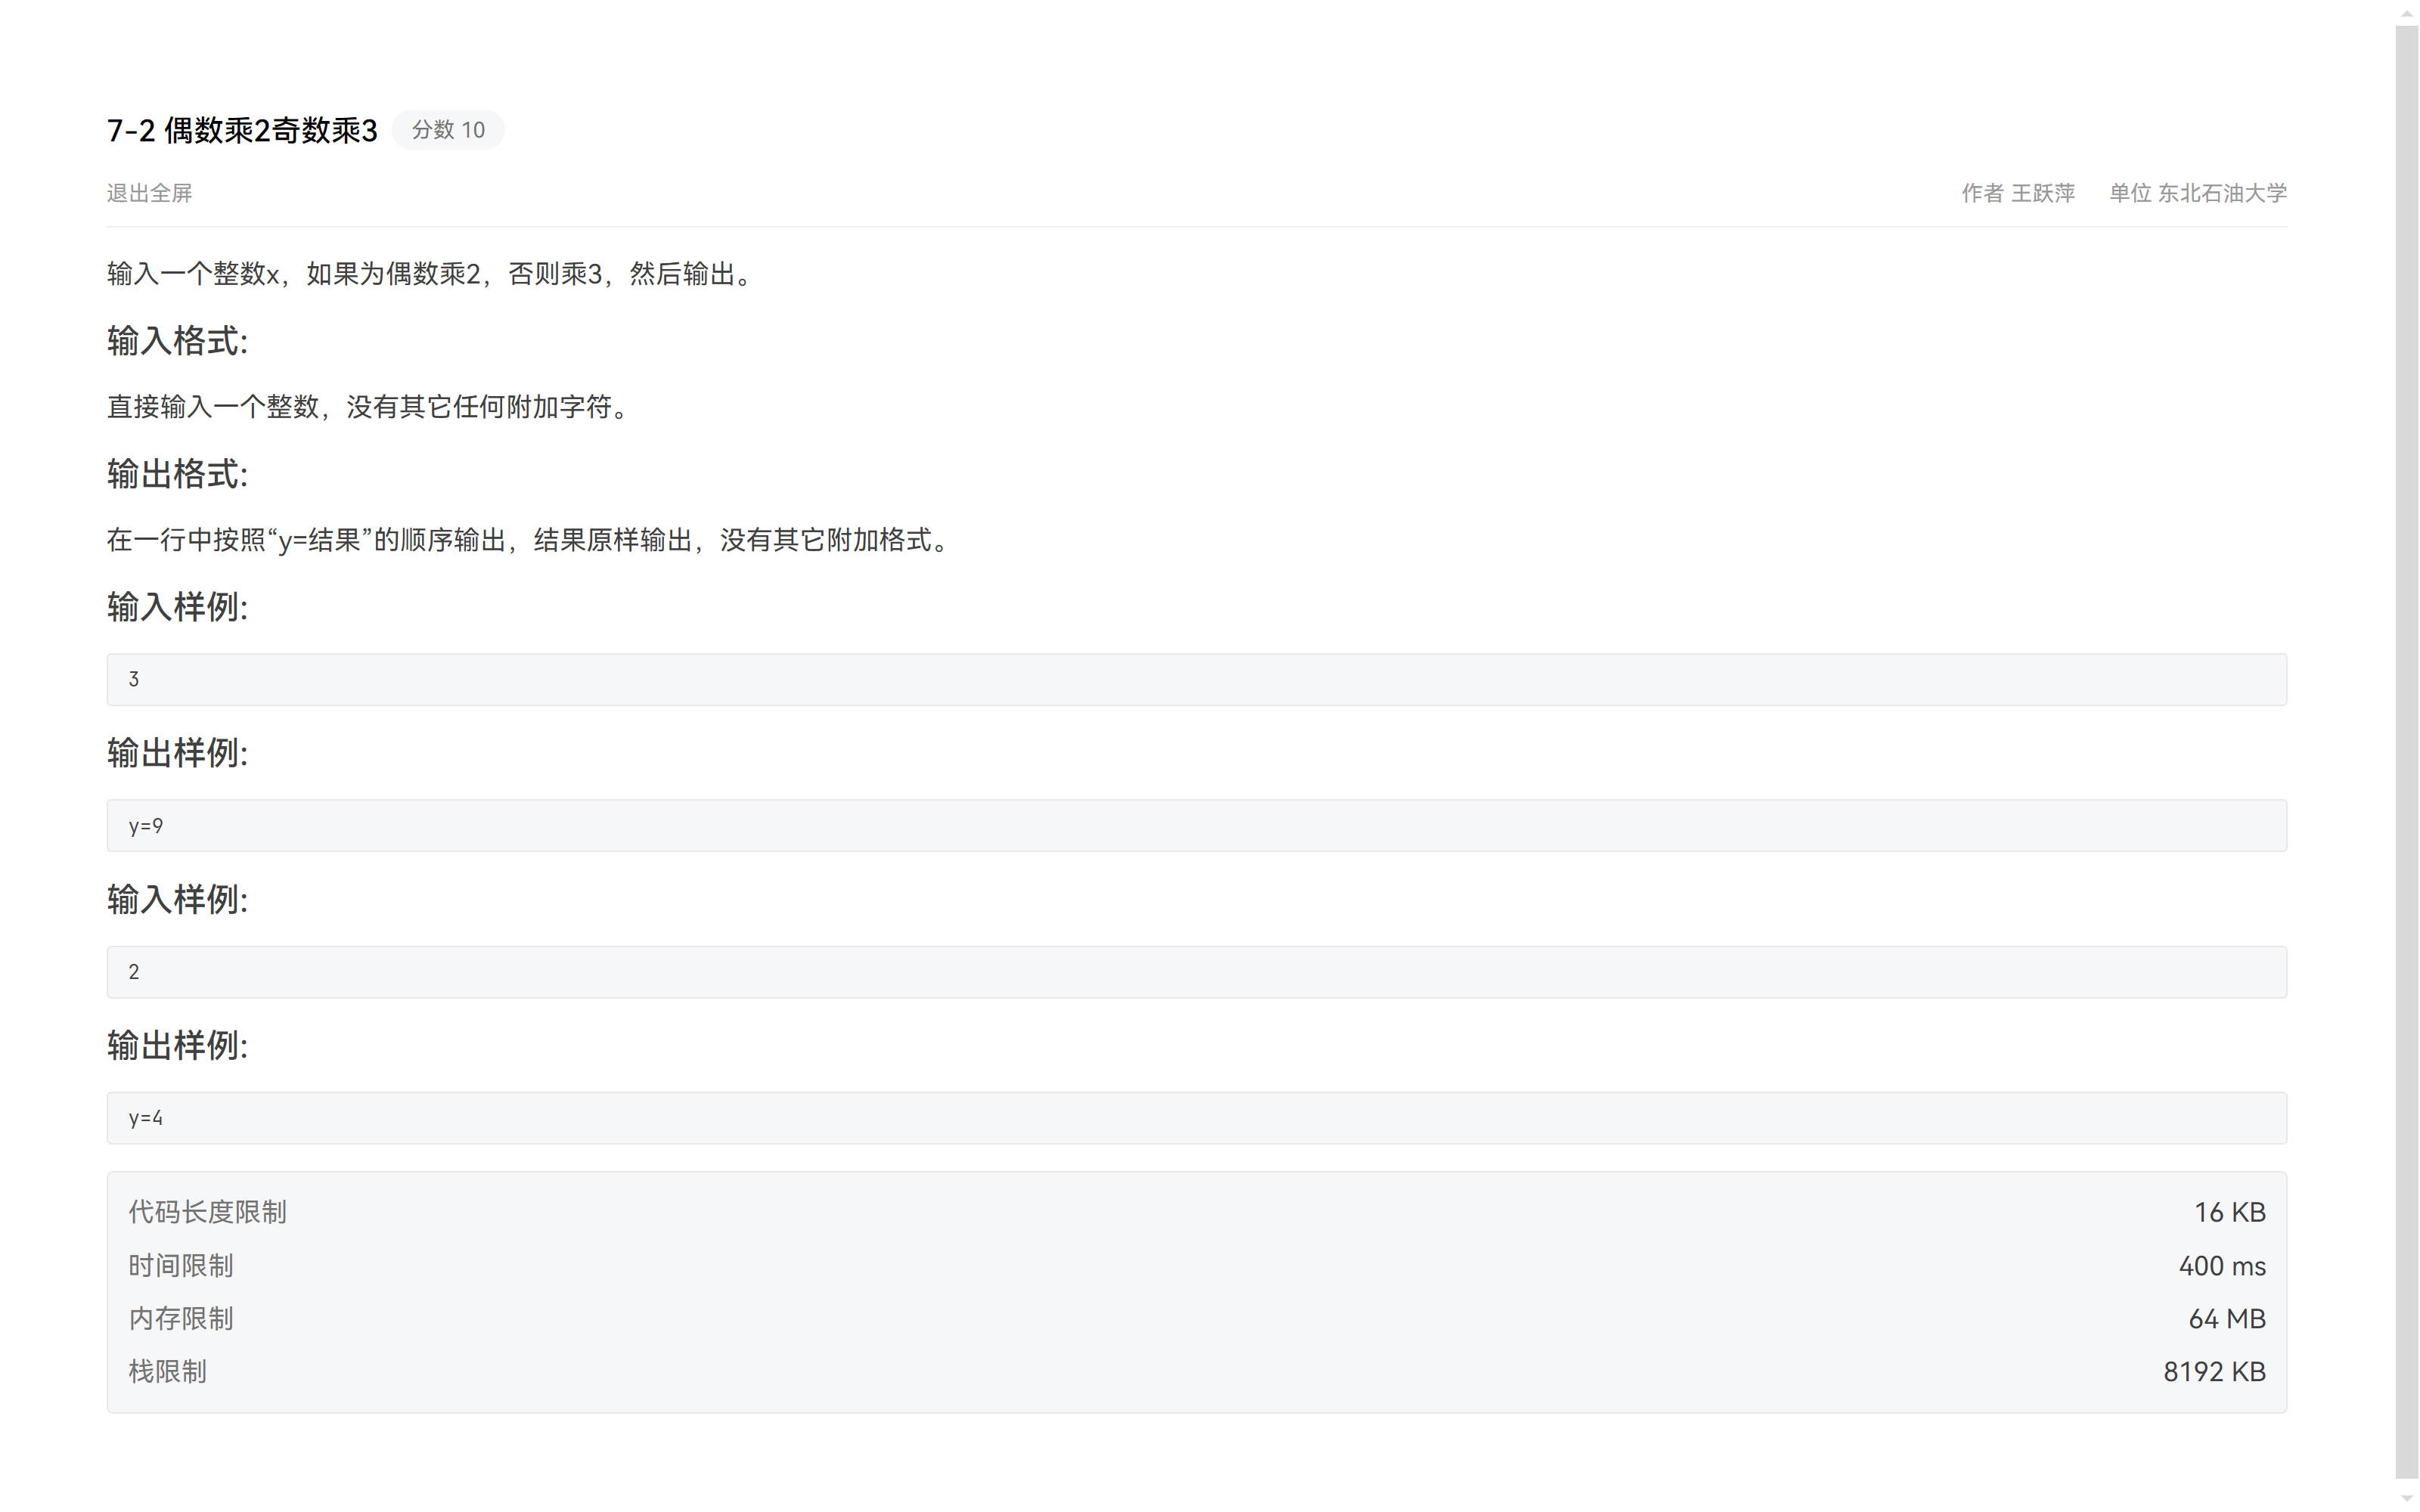 7-2 偶数乘2奇数乘3 分数 10
退出全屏 作者 王跃萍 单位 东北石油大学
输入一个整数x，如果为偶数乘2，否则乘3，然后输出。
输入格式:
直接输入一个整数，没有其它任何附加字符。
输出格式:
在一行中按照“y=结果”的顺序输出，结果原样输出，没有其它附加格式。
输入样例:
3
输出样例:
y=9
输入样例:
2
输出样例:
y=4
代码长度限制 16 KB
时间限制 400 ms
内存限制 64 MB
栈限制 8192 KB